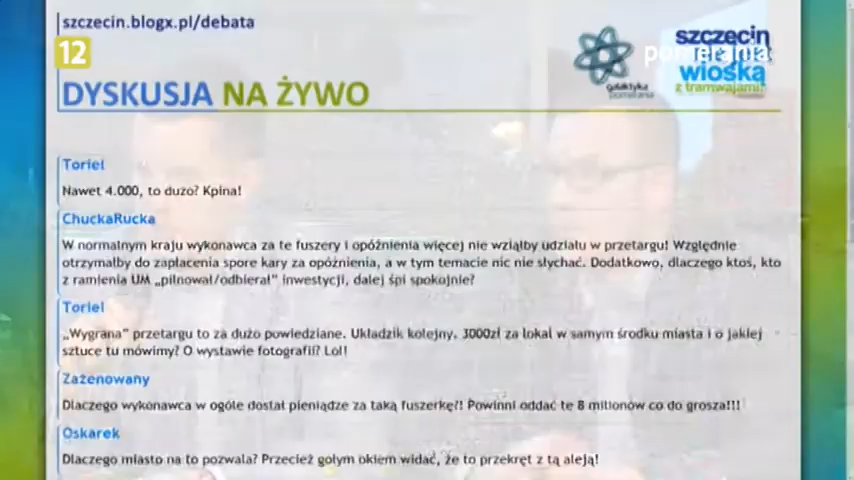 szczecin.blogx.pl/debata
12
szczecin
pomerania
wioską
z tramwajami!
galaktyka
pomerania
DYSKUSJA NA ŻYWO
Toriel
Nawet 4.000, to dużo? Kpina!
ChuckaRucka
W normalnym kraju wykonawca za te fuszery i opóźnienia więcej nie wziąłby udziału w przetargu! Względnie
otrzymałby do zapłacenia spore kary za opóźnienia, a w tym temacie nic nie słychać. Dodatkowo, dlaczego ktoś, kto
z ramienia UM „pilnował/odbierał" inwestycji, dalej śpi spokojnie?
Toriel
„Wygrana" przetargu to za dużo powiedziane. Układzik kolejny. 3000zł za lokal w samym środku miasta i o jakiej
sztuce tu mówimy? O wystawie fotografii? Lol!
Zażenowany
Dlaczego wykonawca w ogóle dostał pieniądze za taką fuszerkę?! Powinni oddać te 8 milionów co do grosza!!!
Oskarek
Dlaczego miasto na to pozwala? Przecież gołym okiem widać, że to przekręt z tą aleją!